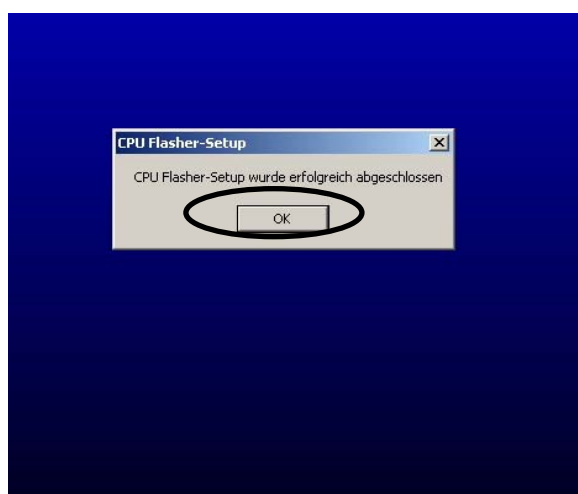 CPU Flasher-Setup
CPU Flasher-Setup wurde erfolgreich abgeschlossen
OK